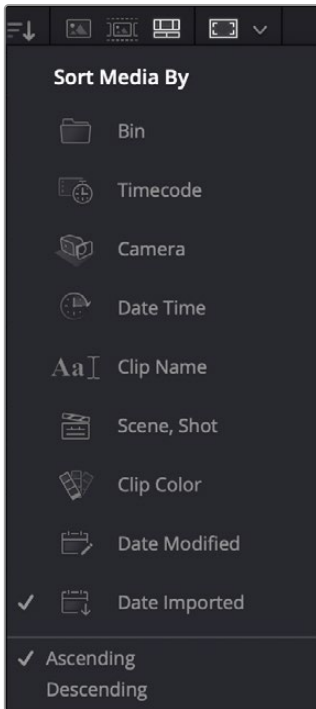 Sort Media By
Bin
Timecode
Camera
Date Time
Aa Clip Name
Scene, Shot
Clip Color
Date Modified
Date Imported
Ascending
Descending